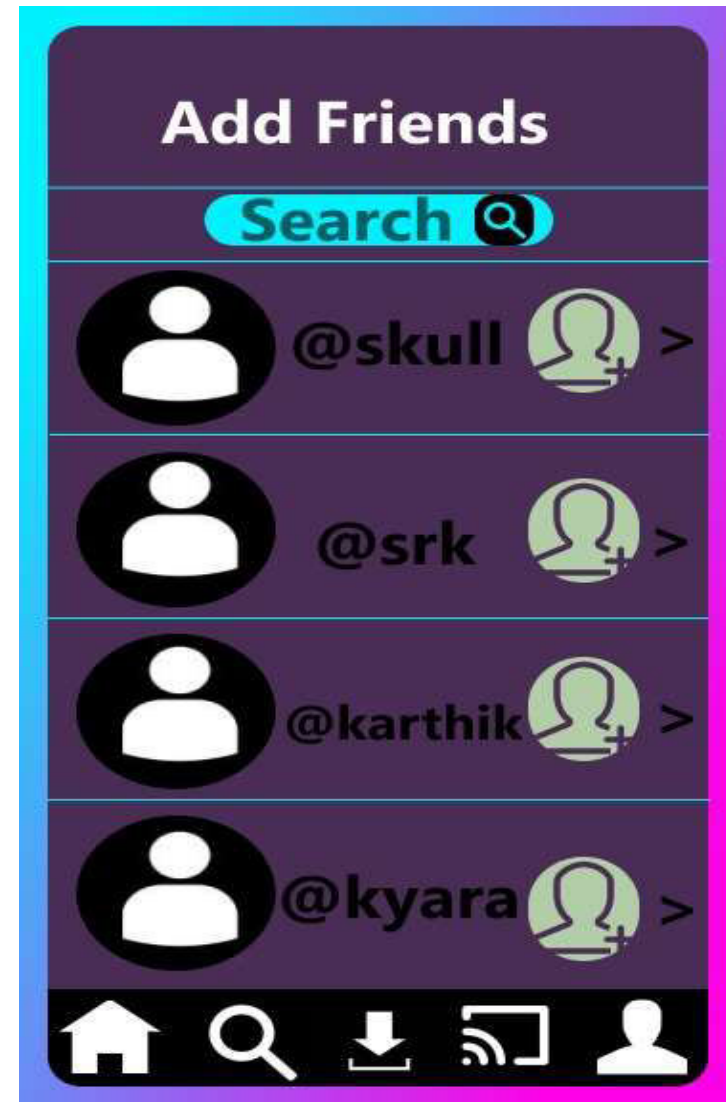 Add Friends
Search
@skull >
@srk >
@karthik >
@kyara >